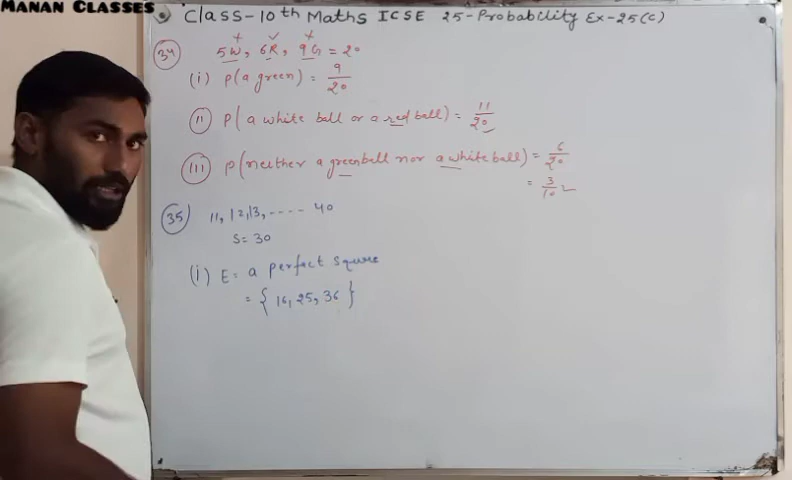 MANAN CLASSES
Class-10th Maths ICSE 25-Probability Ex-25(C)
34 5W, 6R, 9G = 20
(i) P(a green) = 9/20
ii P(a white ball or a red ball) = 11/20
iii P(neither a green ball nor a white ball) = 6/20
= 3/10
35 11, 12, 13, ..... 40
S = 30
(i) E = a perfect square
= { 16, 25, 36 }